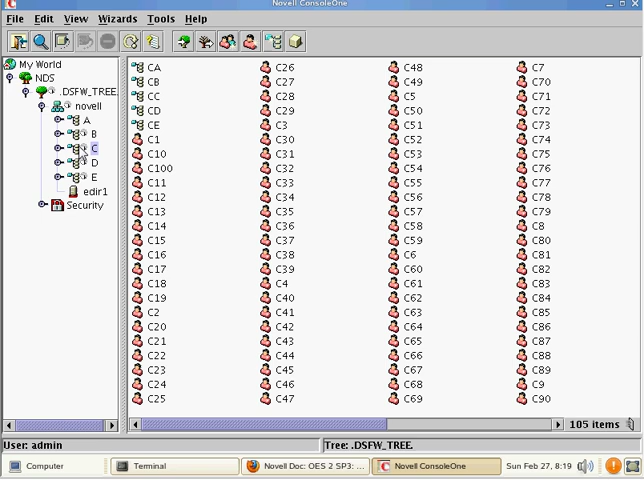 Novell ConsoleOne
File Edit View Wizards Tools Help
My World
NDS
.DSFW_TREE.
novell
A
B
C
D
E
edir1
Security
CA C26 C48 C7
CB C27 C49 C70
CC C28 C5 C71
CD C29 C50 C72
CE C3 C51 C73
C1 C30 C52 C74
C10 C31 C53 C75
C100 C32 C54 C76
C11 C33 C55 C77
C12 C34 C56 C78
C13 C35 C57 C79
C14 C36 C58 C8
C15 C37 C59 C80
C16 C38 C6 C81
C17 C39 C60 C82
C18 C4 C61 C83
C19 C40 C62 C84
C2 C41 C63 C85
C20 C42 C64 C86
C21 C43 C65 C87
C22 C44 C66 C88
C23 C45 C67 C89
C24 C46 C68 C9
C25 C47 C69 C90
105 items
User: admin Tree: .DSFW_TREE.
Computer Terminal Novell Doc: OES 2 SP3: ... Novell ConsoleOne Sun Feb 27, 8:19